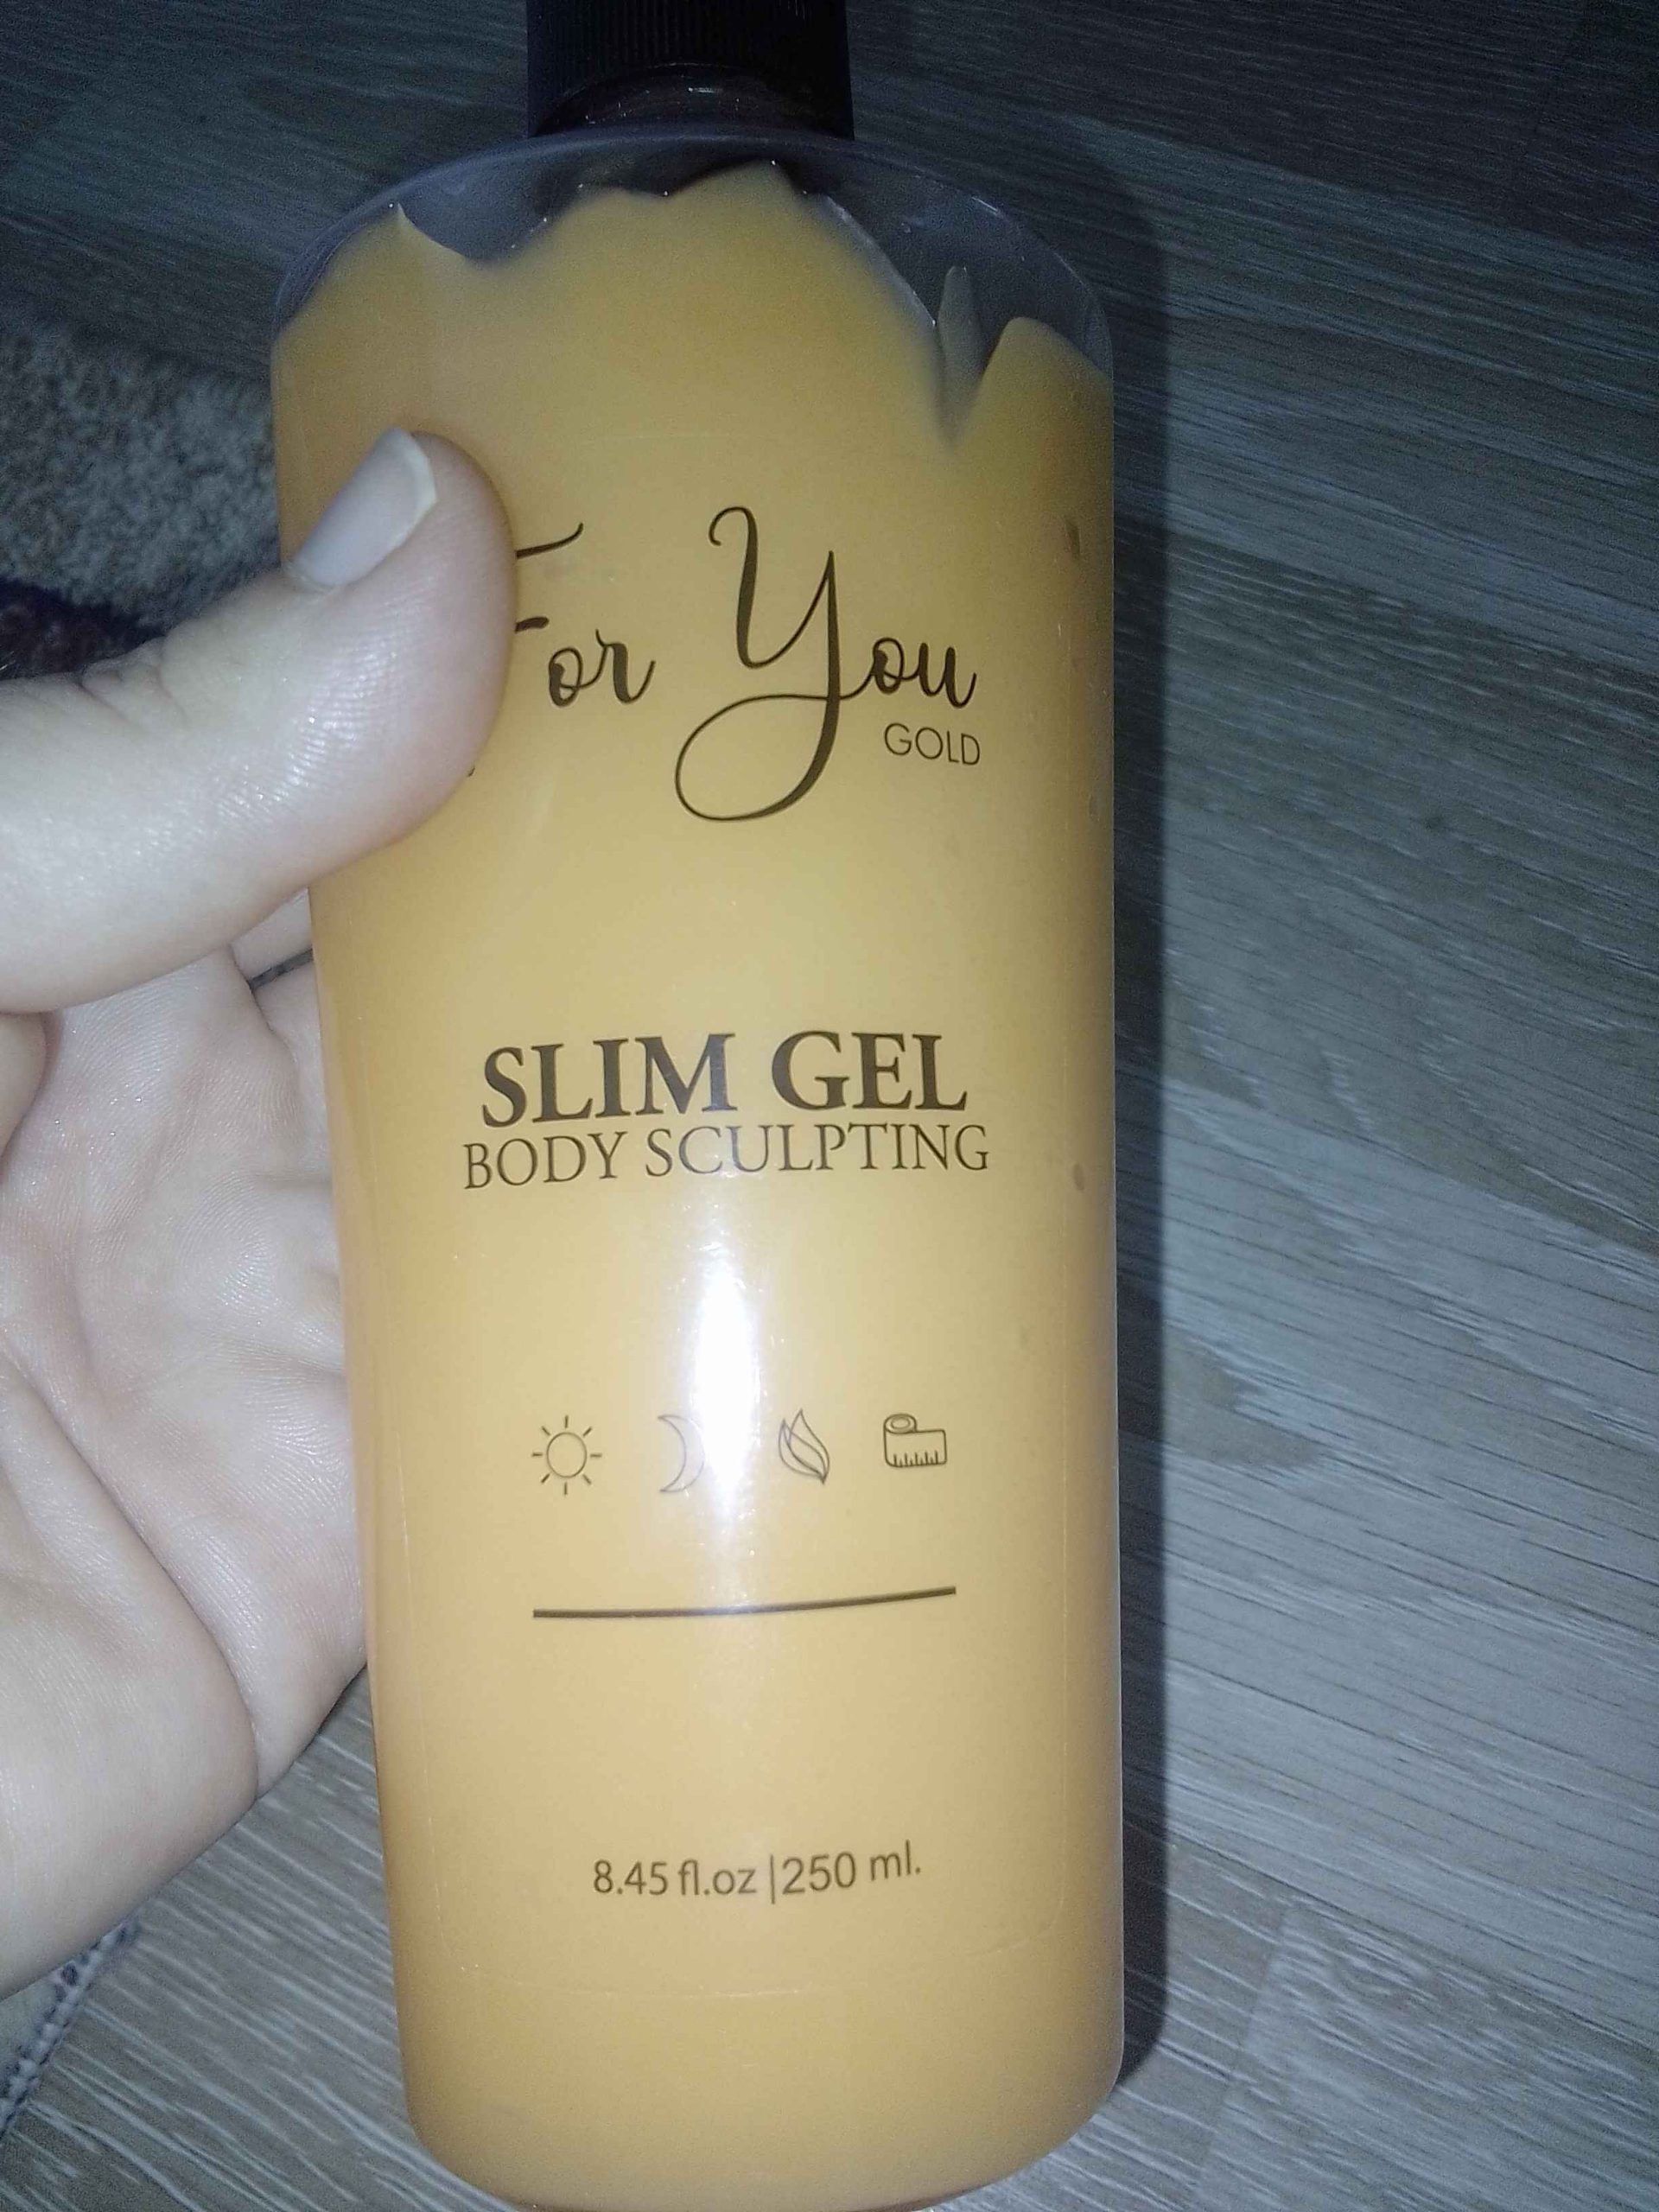 For You
GOLD
SLIM GEL
BODY SCULPTING
8.45 fl.oz | 250 ml.